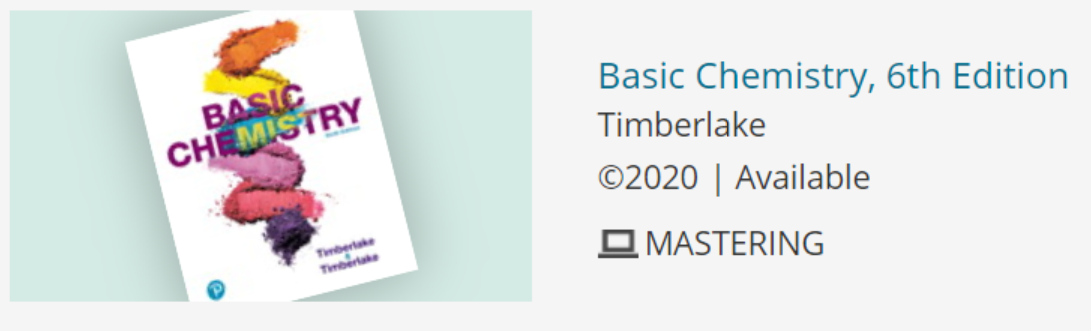 BASIC
CHEMISTRY
Timberlake
&
Timberlake
P
Basic Chemistry, 6th Edition
Timberlake
©2020 | Available
MASTERING